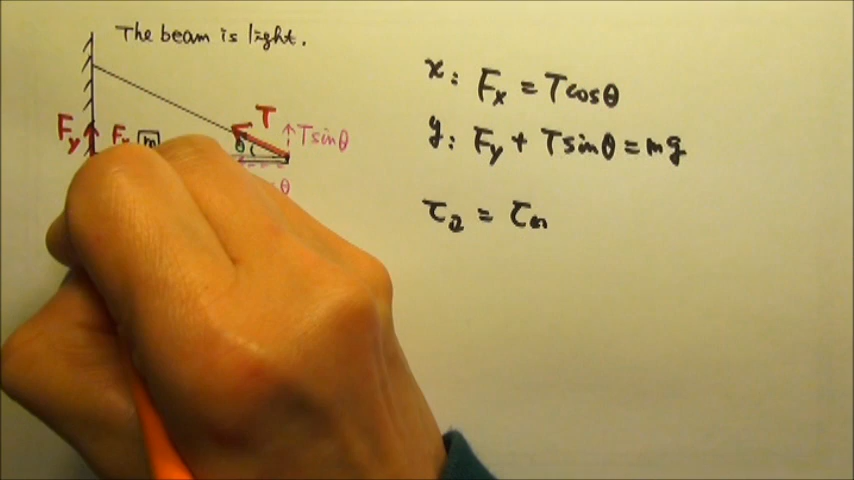 The beam is light.
x: Fx = Tcosθ
T
Fy
m
Tsinθ
y: Fy + Tsinθ = mg
θ
θ
τ2 = τm